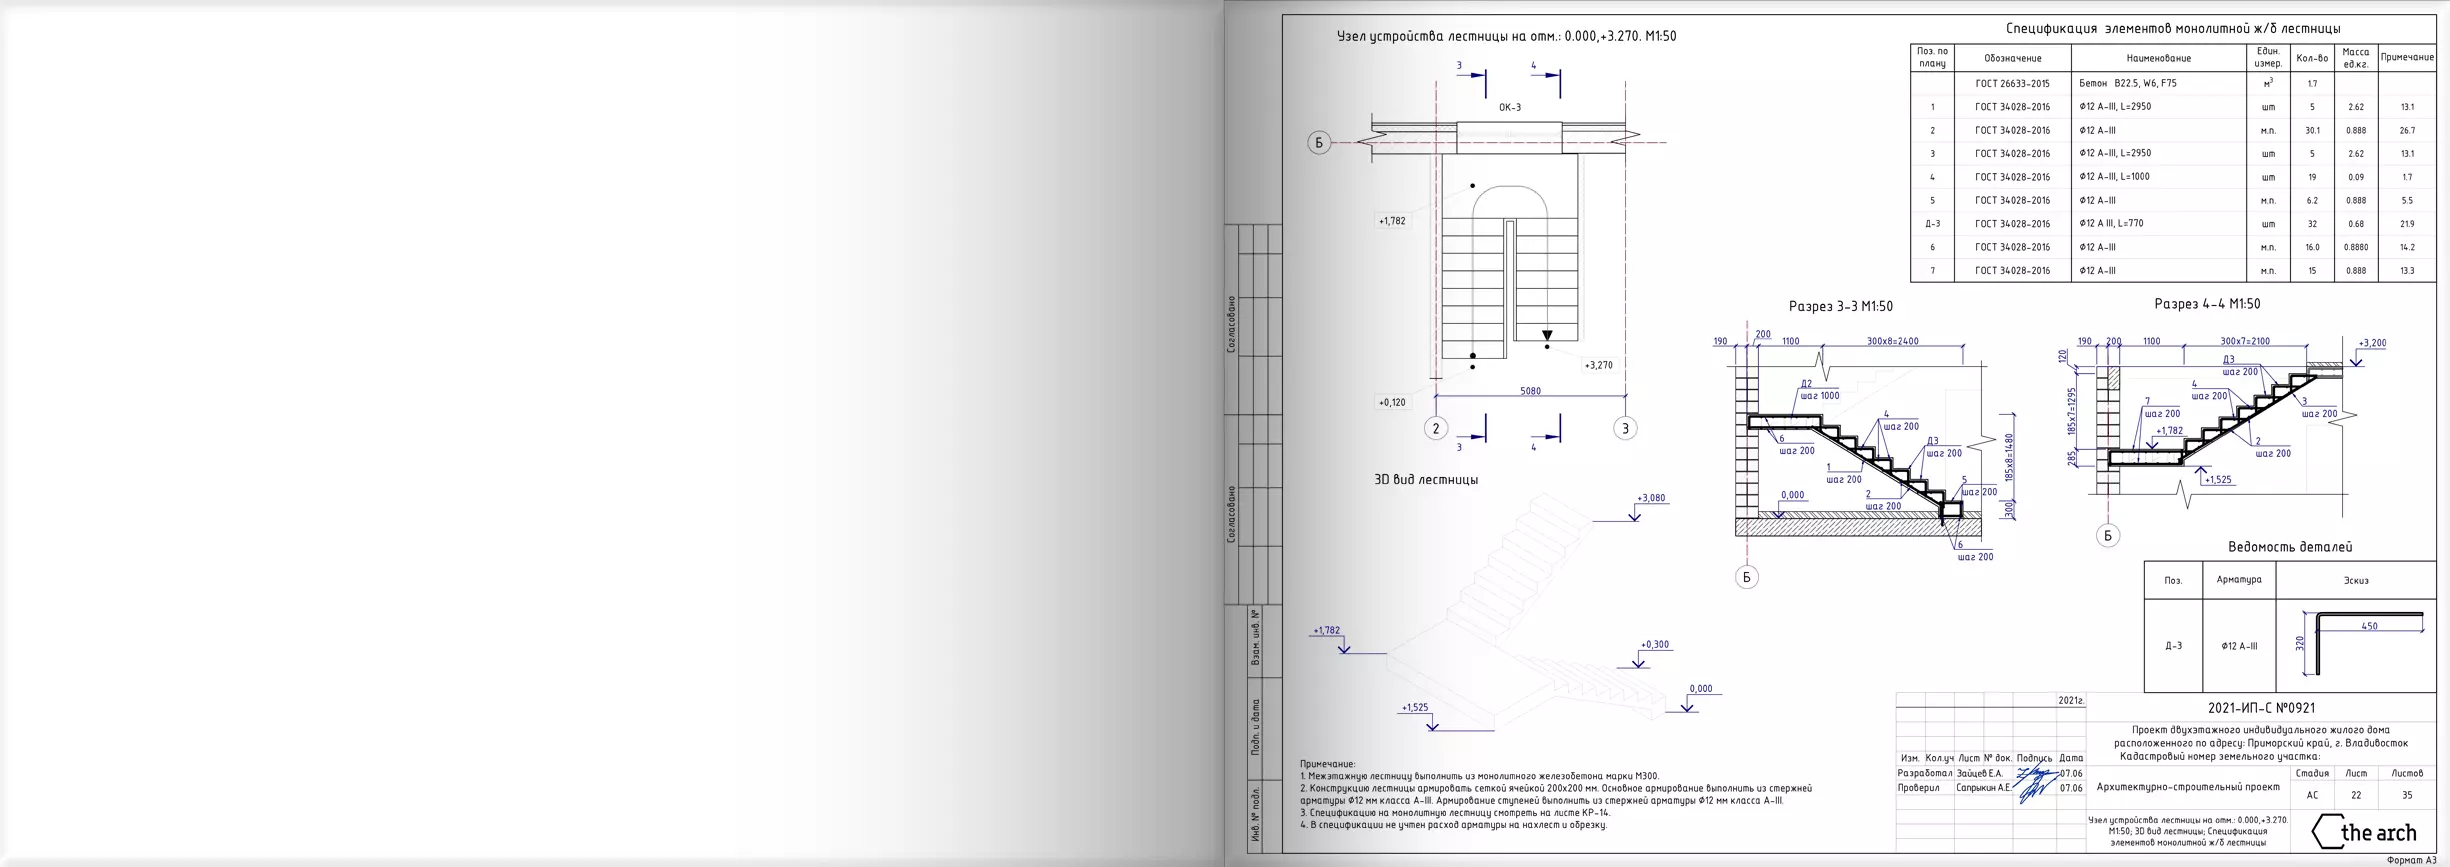 Узел устройства лестницы на отм.: 0.000,+3.270. М1:50
3
4
ОК-3
Б
+1,782
+3,270
+0,120
5080
2
3
3
4
3D вид лестницы
+3,080
+1,782
+0,300
0,000
+1,525
Спецификация элементов монолитной ж/б лестницы
Поз. по плану Обозначение Наименование Един. измер. Кол-во Масса ед.кг. Примечание
ГОСТ 26633-2015 Бетон В22.5, W6, F75 м3 1.7
1 ГОСТ 34028-2016 Ф12 А-III, L=2950 шт 5 2.62 13.1
2 ГОСТ 34028-2016 Ф12 А-III м.п. 30.1 0.888 26.7
3 ГОСТ 34028-2016 Ф12 А-III, L=2950 шт 5 2.62 13.1
4 ГОСТ 34028-2016 Ф12 А-III, L=1000 шт 19 0,09 1.7
5 ГОСТ 34028-2016 Ф12 А-III м.п. 6.2 0.888 5.5
Д-3 ГОСТ 34028-2016 Ф12 А III, L=770 шт 32 0.68 21.9
6 ГОСТ 34028-2016 Ф12 А-III м.п. 16.0 0.8880 14.2
7 ГОСТ 34028-2016 Ф12 А-III м.п. 15 0.888 13.3
Разрез 3-3 М1:50
190
200
1100
300х8=2400
Д2
шаг 1000
4
шаг 200
6
шаг 200
Д3
шаг 200
1
шаг 200
2
шаг 200
5
шаг 200
0,000
6
шаг 200
185х8=1480
300
Б
Разрез 4-4 М1:50
190
200
1100
300х7=2100
+3,200
120
Д3
шаг 200
4
шаг 200
3
шаг 200
7
шаг 200
+1,782
2
шаг 200
+1,525
185х7=1295
285
Б
Ведомость деталей
Поз. Арматура Эскиз
Д-3 Ф12 А-III
450
320
Примечание:
1. Межэтажную лестницу выполнить из монолитного железобетона марки М300.
2. Конструкцию лестницы армировать сеткой ячейкой 200х200 мм. Основное армирование выполнить из стержней
арматуры Ф12 мм класса А-III. Армирование ступеней выполнить из стержней арматуры Ф12 мм класса А-III.
3. Спецификацию на монолитную лестницу смотреть на листе КР-14.
4. В спецификации не учтен расход арматуры на нахлест и обрезку.
2021г.
2021-ИП-С №0921
Проект двухэтажного индивидуального жилого дома
расположенного по адресу: Приморский край, г. Владивосток
Кадастровый номер земельного участка:
Изм. Кол.уч Лист № док. Подпись Дата
Разработал Зайцев Е.А. 07.06
Проверил Сапрыкин А.Е. 07.06
Архитектурно-строительный проект
Стадия Лист Листов
АС 22 35
Узел устройства лестницы на отм.: 0.000,+3.270.
М1:50; 3D вид лестницы; Спецификация
элементов монолитной ж/б лестницы
the arch
Формат А3
Согласовано
Согласовано
Взам. инв. №
Подп. и дата
Инв. № подл.